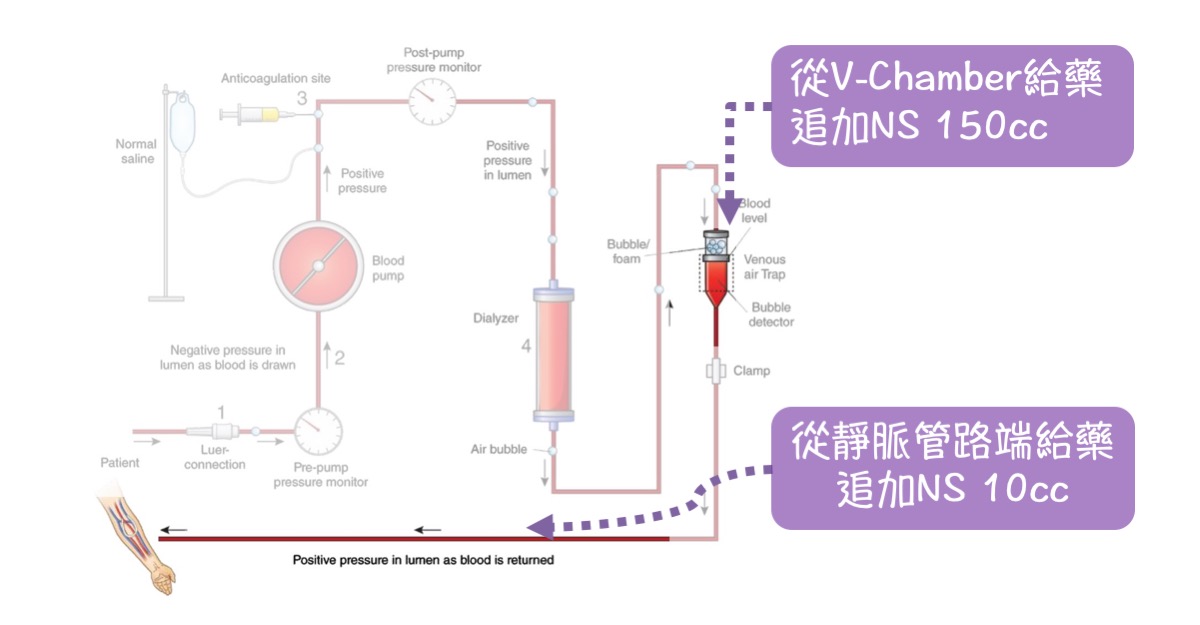 Post-pump
pressure monitor
從V-Chamber給藥
追加NS 150cc
Anticoagulation site
3
Normal
saline
Positive
pressure
in lumen
Positive
pressure
Blood
level
Bubble/
foam
Venous
air Trap
Blood
pump
Bubble
detector
Dialyzer
4
Negative pressure in
lumen as blood is drawn
2
Clamp
1
Luer-
connection
Patient
Pre-pump
pressure monitor
Air bubble
從靜脈管路端給藥
追加NS 10cc
Positive pressure in lumen as blood is returned